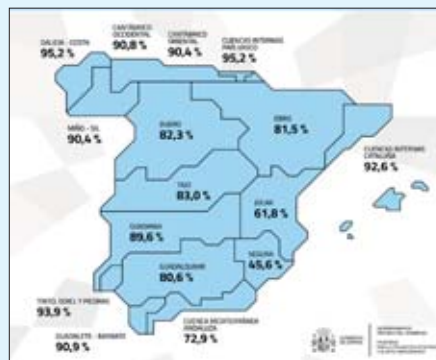 GALICIA - COSTA
95,2 %
CANTÁBRICO
OCCIDENTAL
90,8 %
CANTÁBRICO
ORIENTAL
90,4 %
CUENCAS INTERNAS
PAÍS VASCO
95,2 %
MIÑO - SIL
90,4 %
DUERO
82,3 %
EBRO
81,5 %
CUENCAS INTERNAS
CATALUÑA
92,6 %
TAJO
83,0 %
JÚCAR
61,8 %
GUADIANA
89,6 %
GUADALQUIVIR
80,6 %
SEGURA
45,6 %
TINTO, ODIEL Y PIEDRAS
93,9 %
GUADALETE - BARBATE
90,9 %
CUENCA MEDITERRÁNEA
ANDALUZA
72,9 %
GOBIERNO
DE ESPAÑA